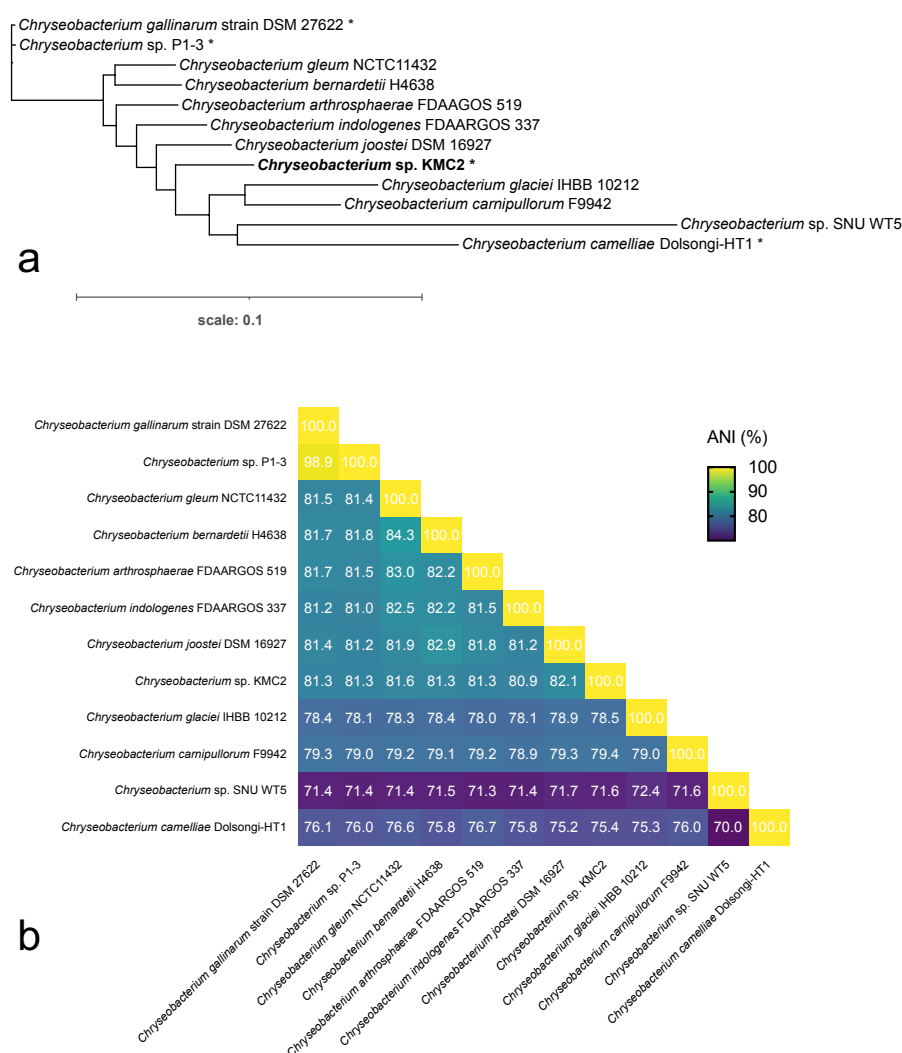 Chryseobacterium gallinarum strain DSM 27622 *
Chryseobacterium sp. P1-3 *
Chryseobacterium gleum NCTC11432
Chryseobacterium bernardetii H4638
Chryseobacterium arthrosphaerae FDAAGOS 519
Chryseobacterium indologenes FDAARGOS 337
Chryseobacterium joostei DSM 16927
Chryseobacterium sp. KMC2 *
Chryseobacterium glaciei IHBB 10212
Chryseobacterium carnipullorum F9942
Chryseobacterium sp. SNU WT5
Chryseobacterium camelliae Dolsongi-HT1 *
a
scale: 0.1
ANI (%)
100
90
80
Chryseobacterium gallinarum strain DSM 27622 100.0
Chryseobacterium sp. P1-3 98.9 100.0
Chryseobacterium gleum NCTC11432 81.5 81.4 100.0
Chryseobacterium bernardetii H4638 81.7 81.8 84.3 100.0
Chryseobacterium arthrosphaerae FDAARGOS 519 81.7 81.5 83.0 82.2 100.0
Chryseobacterium indologenes FDAARGOS 337 81.2 81.0 82.5 82.2 81.5 100.0
Chryseobacterium joostei DSM 16927 81.4 81.2 81.9 82.9 81.8 81.2 100.0
Chryseobacterium sp. KMC2 81.3 81.3 81.6 81.3 81.3 80.9 82.1 100.0
Chryseobacterium glaciei IHBB 10212 78.4 78.1 78.3 78.4 78.0 78.1 78.9 78.5 100.0
Chryseobacterium carnipullorum F9942 79.3 79.0 79.2 79.1 79.2 78.9 79.3 79.4 79.0 100.0
Chryseobacterium sp. SNU WT5 71.4 71.4 71.4 71.5 71.3 71.4 71.7 71.6 72.4 71.6 100.0
Chryseobacterium camelliae Dolsongi-HT1 76.1 76.0 76.6 75.8 76.7 75.8 75.2 75.4 75.3 76.0 70.0 100.0
Chryseobacterium gallinarum strain DSM 27622
Chryseobacterium sp. P1-3
Chryseobacterium gleum NCTC11432
Chryseobacterium bernardetii H4638
Chryseobacterium arthrosphaerae FDAARGOS 519
Chryseobacterium indologenes FDAARGOS 337
Chryseobacterium joostei DSM 16927
Chryseobacterium sp. KMC2
Chryseobacterium glaciei IHBB 10212
Chryseobacterium carnipullorum F9942
Chryseobacterium sp. SNU WT5
Chryseobacterium camelliae Dolsongi-HT1
b